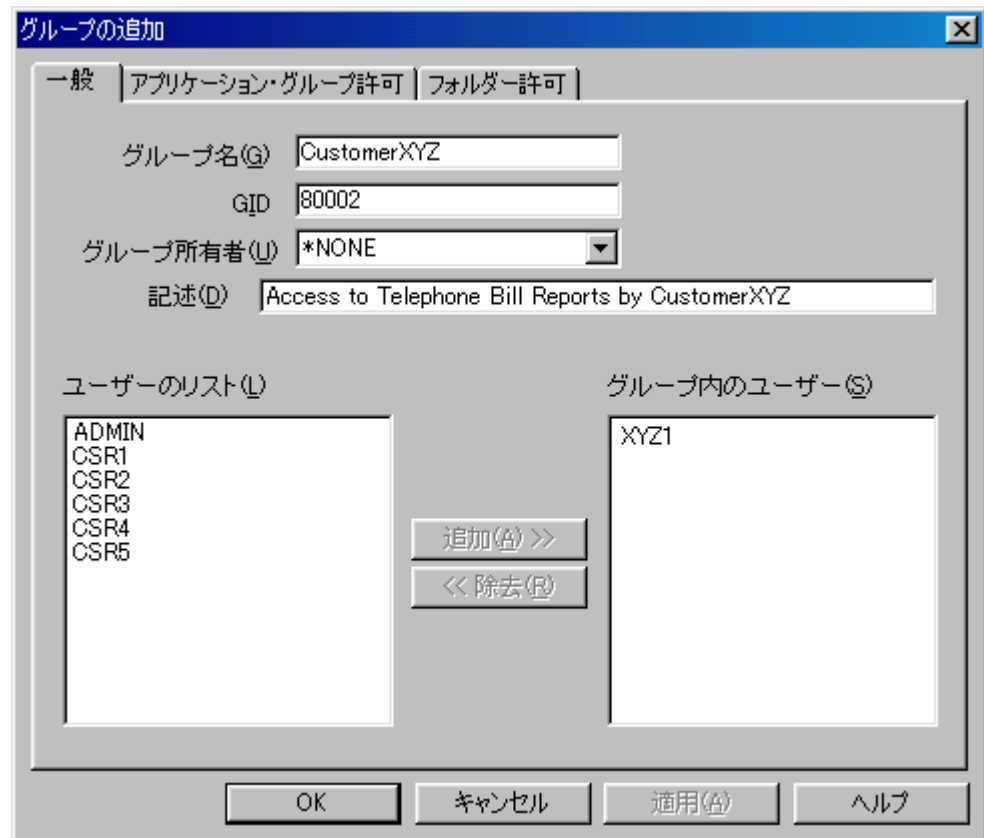 グループの追加
一般 アプリケーション・グループ許可 フォルダー許可
グループ名(G) CustomerXYZ
GID 80002
グループ所有者(U) *NONE
記述(D) Access to Telephone Bill Reports by CustomerXYZ
ユーザーのリスト(L)
ADMIN
CSR1
CSR2
CSR3
CSR4
CSR5
追加(A) >>
<< 除去(R)
グループ内のユーザー(S)
XYZ1
OK キャンセル 適用(A) ヘルプ